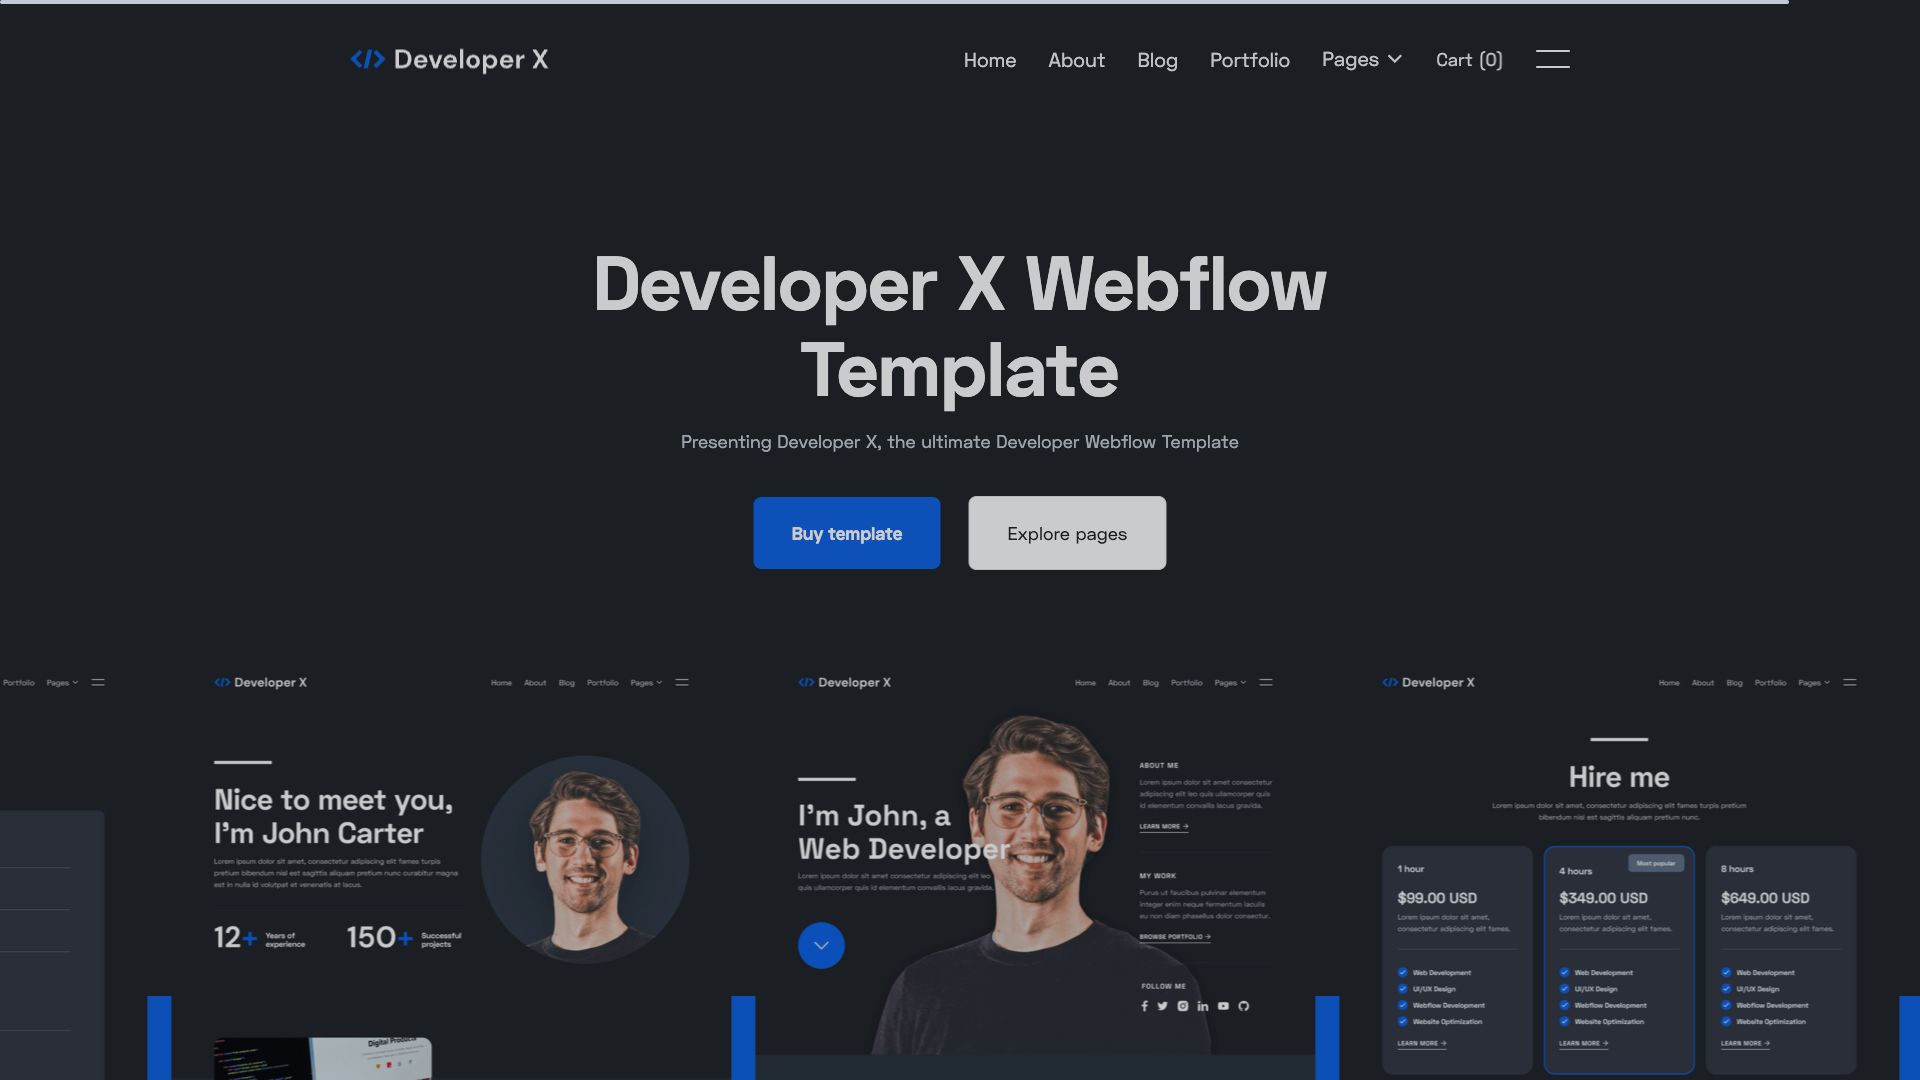 Developer X
Home
About
Blog
Portfolio
Pages
Cart (0)
Developer X Webflow
Template
Presenting Developer X, the ultimate Developer Webflow Template
Buy template
Explore pages
Portfolio
Pages
Developer X
Home
About
Blog
Portfolio
Pages
Nice to meet you,
I'm John Carter
Lorem ipsum dolor sit amet, consectetur adipiscing elit fames turpis
pretium bibendum nisl sed sagittis aliquam pretium nunc curabitur magna
est in nulla id volutpat et venenatis at lacus.
12+ Years of
experience
150+ Successful
projects
Digital Products
Developer X
Home
About
Blog
Portfolio
Pages
I'm John, a
Web Developer
Lorem ipsum dolor sit amet consectetur adipiscing elit leo
quis ullamcorper quis id elementum convallis lacus gravida.
ABOUT ME
Lorem ipsum dolor sit amet consectetur
adipiscing elit leo quis ullamcorper quis
id elementum convallis lacus gravida.
LEARN MORE →
MY WORK
Purus ut faucibus pulvinar elementum
integer enim neque fermentum iaculis
eu non diam phasellus dolor consectur.
BROWSE PORTFOLIO →
FOLLOW ME
Developer X
Home
About
Blog
Portfolio
Pages
Hire me
Lorem ipsum dolor sit amet, consectetur adipiscing elit fames turpis pretium
bibendum nisl sed sagittis aliquam pretium nunc.
1 hour
$99.00 USD
Lorem ipsum dolor sit amet,
consectetur adipiscing elit fames.
Web Development
UI/UX Design
Webflow Development
Website Optimization
LEARN MORE →
Most popular
4 hours
$349.00 USD
Lorem ipsum dolor sit amet,
consectetur adipiscing elit fames.
Web Development
UI/UX Design
Webflow Development
Website Optimization
LEARN MORE →
8 hours
$649.00 USD
Lorem ipsum dolor sit amet,
consectetur adipiscing elit fames.
Web Development
UI/UX Design
Webflow Development
Website Optimization
LEARN MORE →